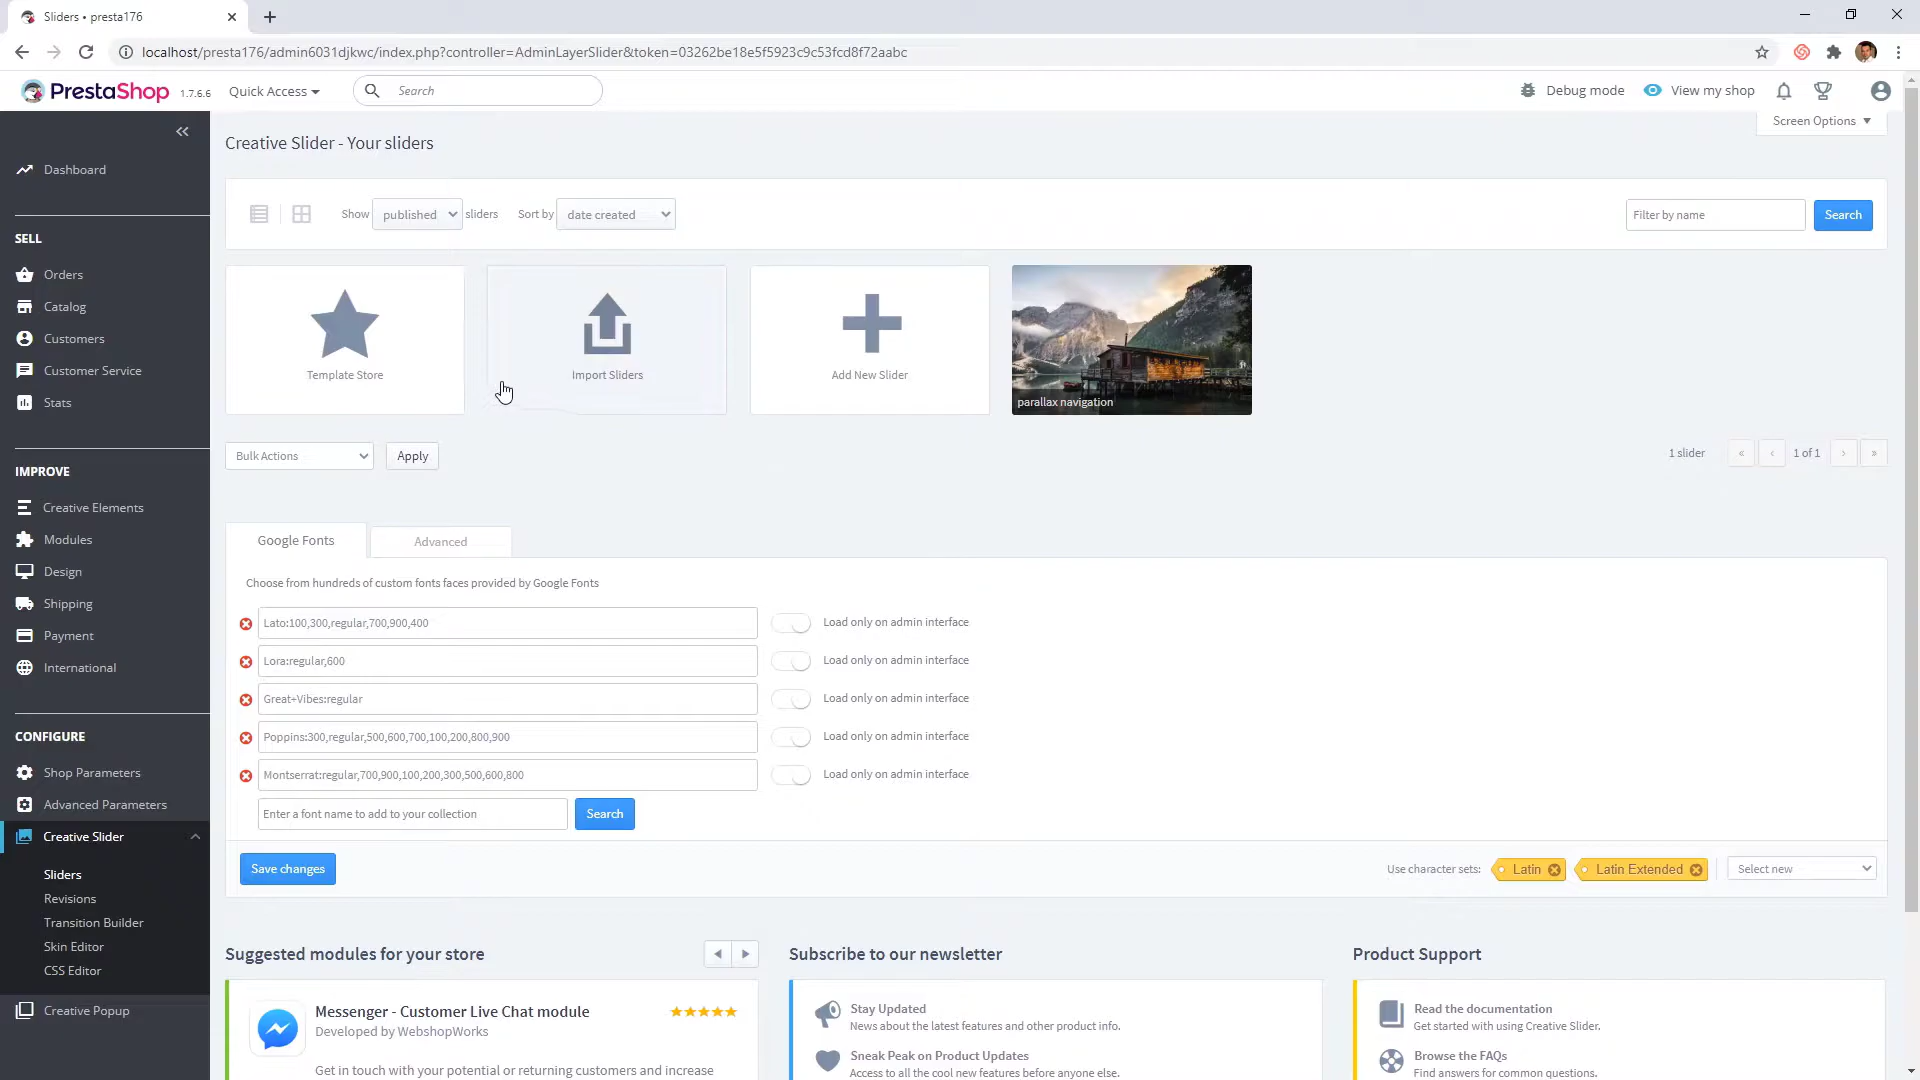 Sliders • presta176
localhost/presta176/admin6031djkwc/index.php?controller=AdminLayerSlider&token=03262be18e5f5923c9c53fcd8f72aabc
PrestaShop 1.7.6.6 Quick Access Search Debug mode View my shop
Screen Options
Creative Slider - Your sliders
Show published sliders Sort by date created Filter by name Search
Template Store Import Sliders Add New Slider parallax navigation
Bulk Actions Apply 1 slider « ‹ 1 of 1 › »
Dashboard
SELL
Orders
Catalog
Customers
Customer Service
Stats
IMPROVE
Creative Elements
Modules
Design
Shipping
Payment
International
CONFIGURE
Shop Parameters
Advanced Parameters
Creative Slider
Sliders
Revisions
Transition Builder
Skin Editor
CSS Editor
Creative Popup
Google Fonts Advanced
Choose from hundreds of custom fonts faces provided by Google Fonts
Lato:100,300,regular,700,900,400 Load only on admin interface
Lora:regular,600 Load only on admin interface
Great+Vibes:regular Load only on admin interface
Poppins:300,regular,500,600,700,100,200,800,900 Load only on admin interface
Montserrat:regular,700,900,100,200,300,500,600,800 Load only on admin interface
Enter a font name to add to your collection Search
Save changes Use character sets: Latin Latin Extended Select new
Suggested modules for your store
Messenger - Customer Live Chat module
Developed by WebshopWorks
Get in touch with your potential or returning customers and increase
Subscribe to our newsletter
Stay Updated
News about the latest features and other product info.
Sneak Peak on Product Updates
Access to all the cool new features before anyone else.
Product Support
Read the documentation
Get started with using Creative Slider.
Browse the FAQs
Find answers for common questions.